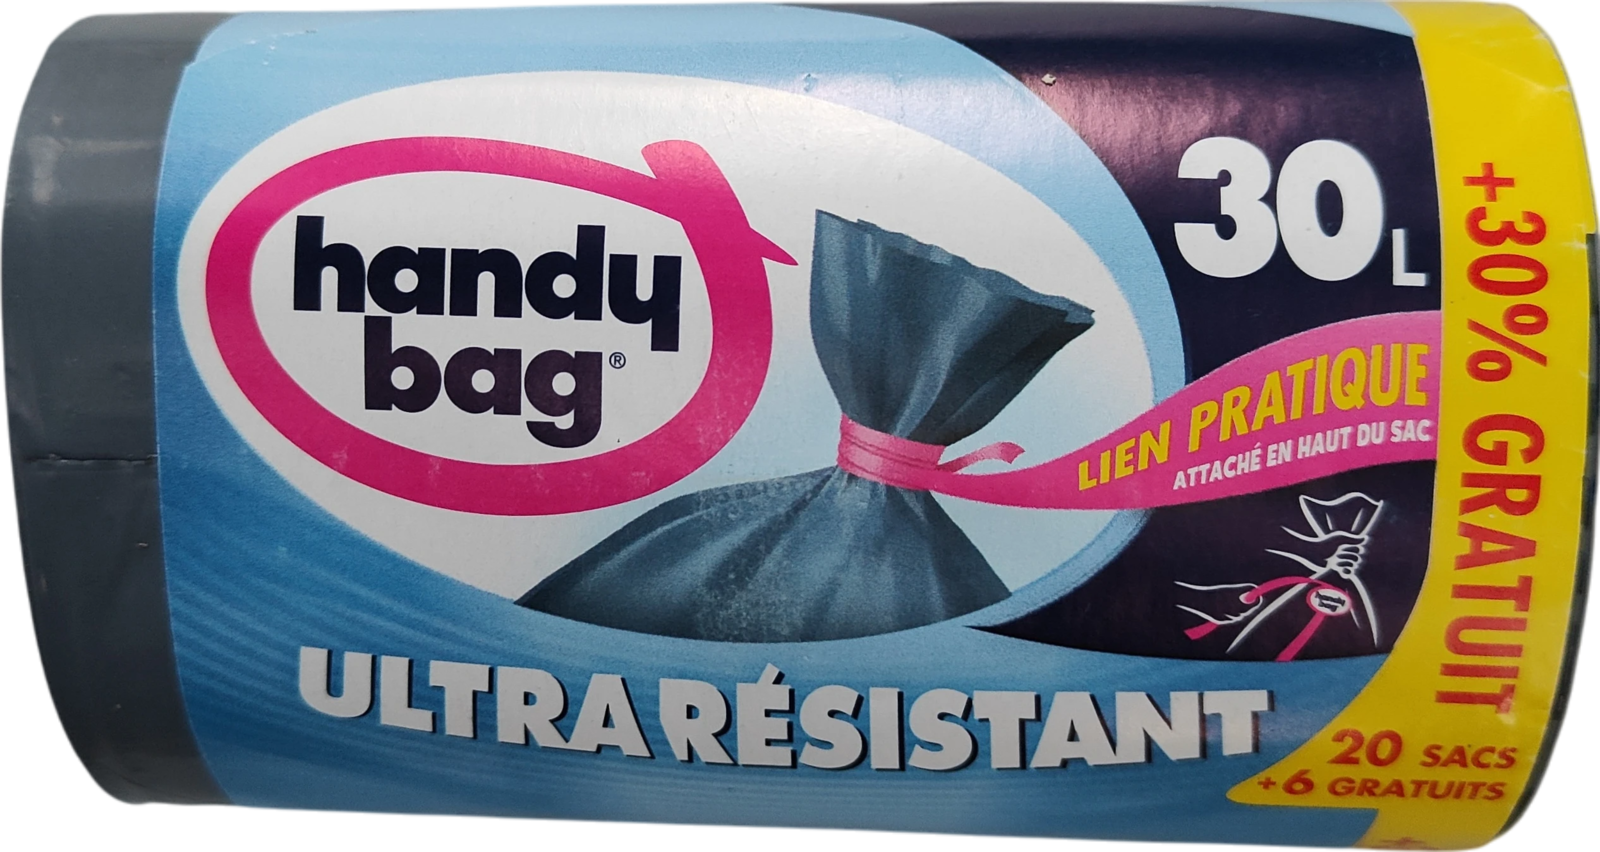 handy
bag®
30L
LIEN PRATIQUE
ATTACHÉ EN HAUT DU SAC
ULTRA RÉSISTANT
+30% GRATUIT
20 SACS
+6 GRATUITS